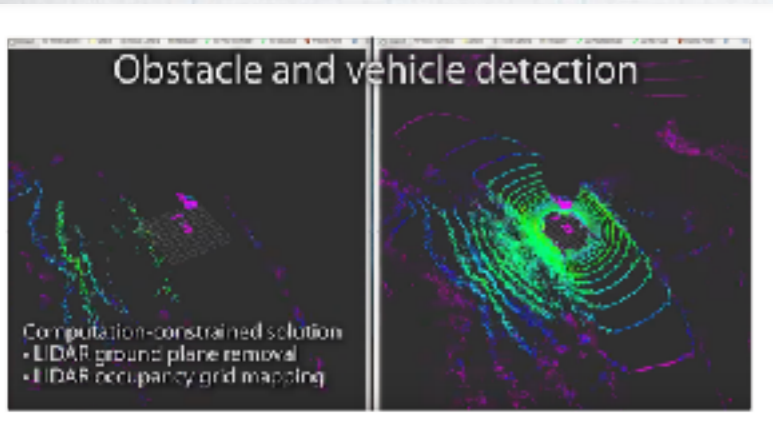 Obstacle and vehicle detection
Computation-constrained solution
- LIDAR ground plane removal
- LIDAR occupancy grid mapping